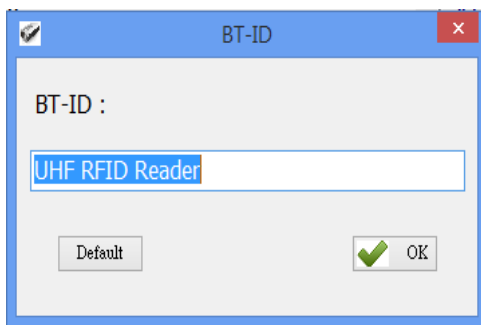 BT-ID
BT-ID :
UHF RFID Reader
Default
OK